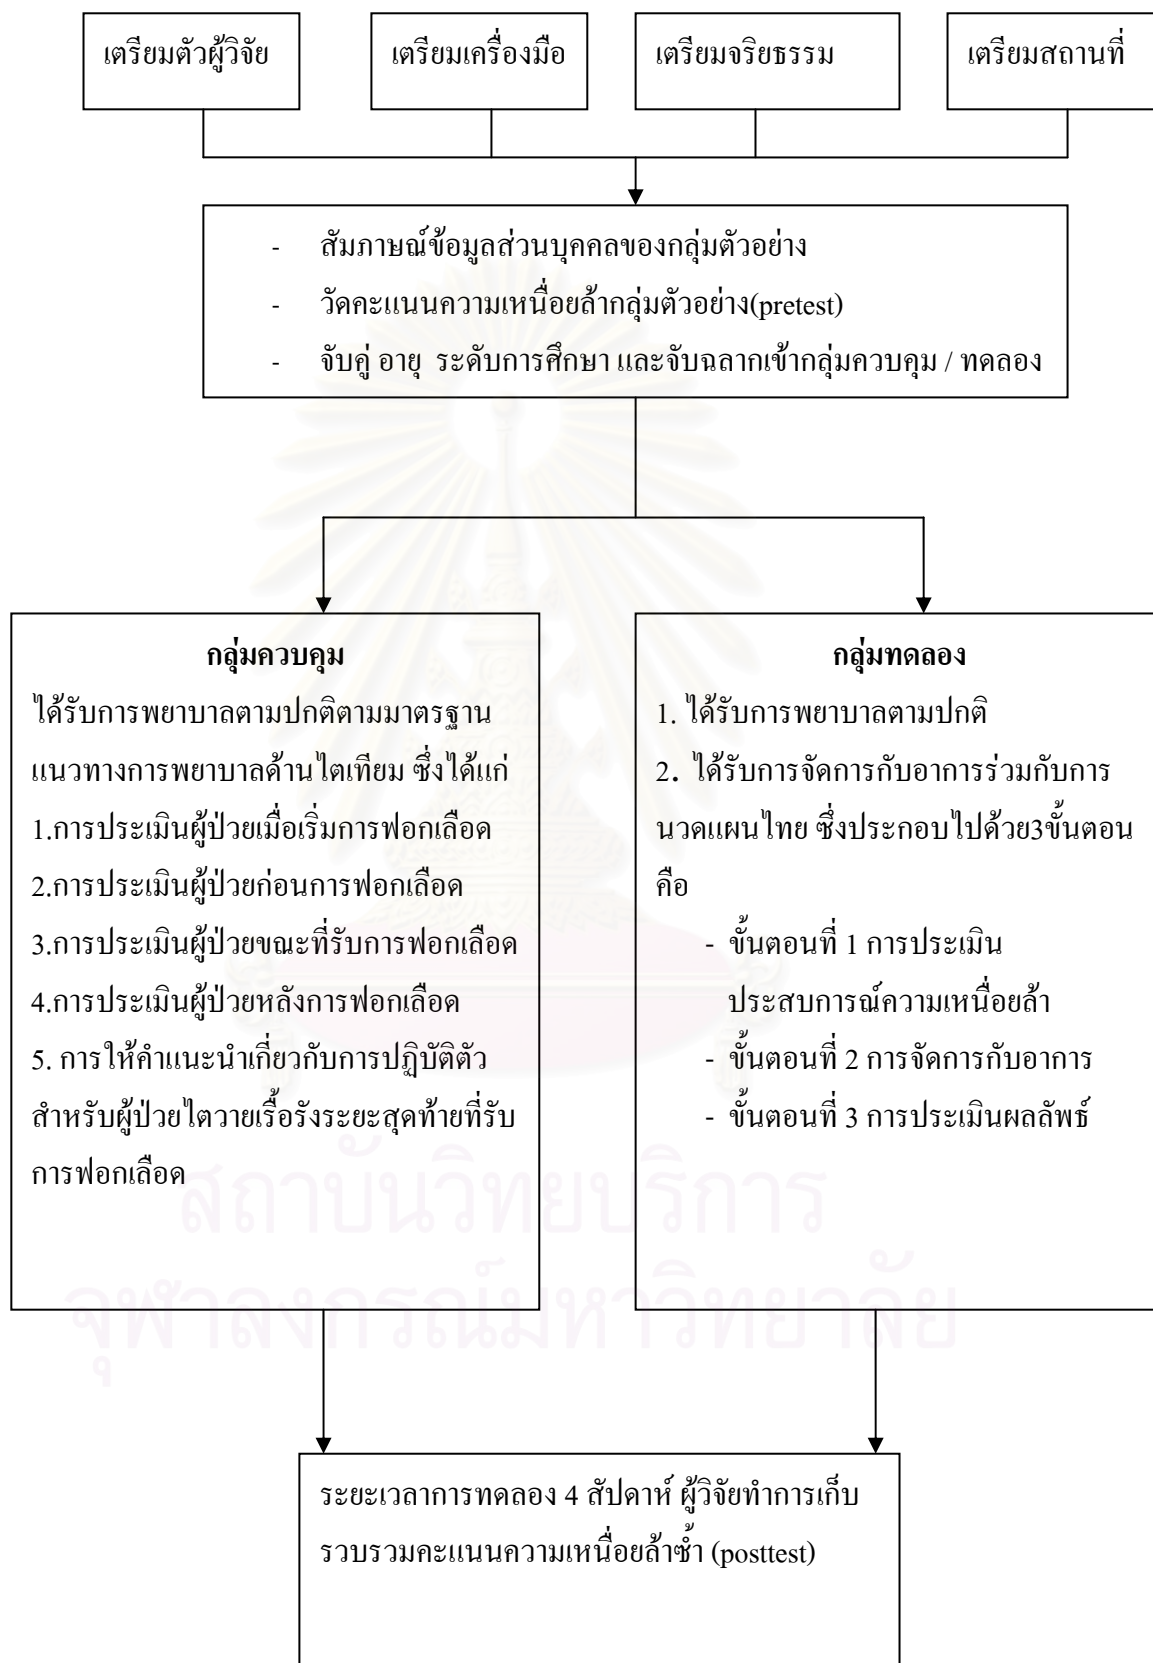 เตรียมตัวผู้วิจัย
เตรียมเครื่องมือ
เตรียมจริยธรรม
เตรียมสถานที่
- สัมภาษณ์ข้อมูลส่วนบุคคลของกลุ่มตัวอย่าง
- วัดคะแนนความเหนื่อยล้ากลุ่มตัวอย่าง(pretest)
- จับคู่ อายุ ระดับการศึกษา และจับฉลากเข้ากลุ่มควบคุม / ทดลอง
กลุ่มควบคุม
ได้รับการพยาบาลตามปกติตามมาตรฐาน
แนวทางการพยาบาลด้านไตเทียม ซึ่งได้แก่
1.การประเมินผู้ป่วยเมื่อเริ่มการฟอกเลือด
2.การประเมินผู้ป่วยก่อนการฟอกเลือด
3.การประเมินผู้ป่วยขณะที่รับการฟอกเลือด
4.การประเมินผู้ป่วยหลังการฟอกเลือด
5. การให้คำแนะนำเกี่ยวกับการปฏิบัติตัว
สำหรับผู้ป่วยไตวายเรื้อรังระยะสุดท้ายที่รับ
การฟอกเลือด
กลุ่มทดลอง
1. ได้รับการพยาบาลตามปกติ
2. ได้รับการจัดการกับอาการร่วมกับการ
นวดแผนไทย ซึ่งประกอบไปด้วย3ขั้นตอน
คือ
- ขั้นตอนที่ 1 การประเมิน
ประสบการณ์ความเหนื่อยล้า
- ขั้นตอนที่ 2 การจัดการกับอาการ
- ขั้นตอนที่ 3 การประเมินผลลัพธ์
สถาบันวิทยบริการ
จุฬาลงกรณ์มหาวิทยาลัย
ระยะเวลาการทดลอง 4 สัปดาห์ ผู้วิจัยทำการเก็บ
รวบรวมคะแนนความเหนื่อยล้าซ้ำ (posttest)